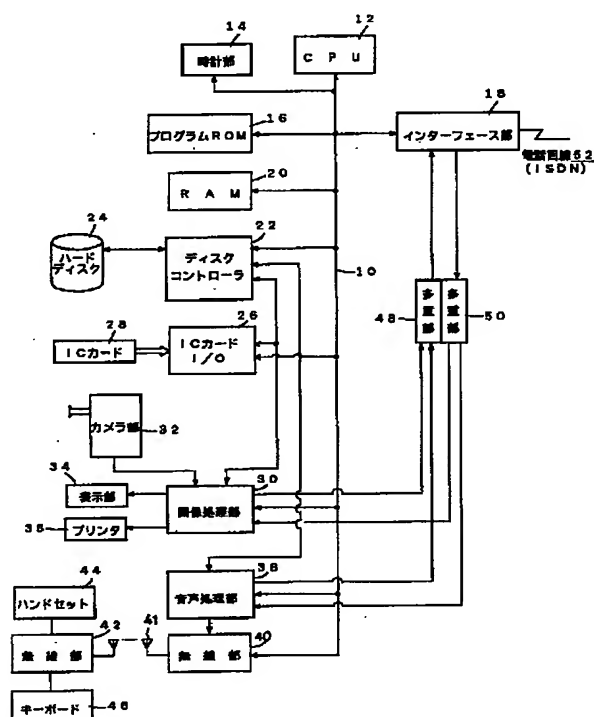 12
CPU
14
時計部
16
プログラムROM
18
インターフェース部
電話回線52
(ISDN)
20
RAM
24
ハード
ディスク
22
ディスク
コントローラ
10
28
ICカード
26
ICカード
I/O
48
多重部
多重部
50
カメラ部
32
34
表示部
30
画像処理部
プリンタ
38
音声処理部
44
ハンドセット
42
無線部
41
40
無線部
キーボード
46